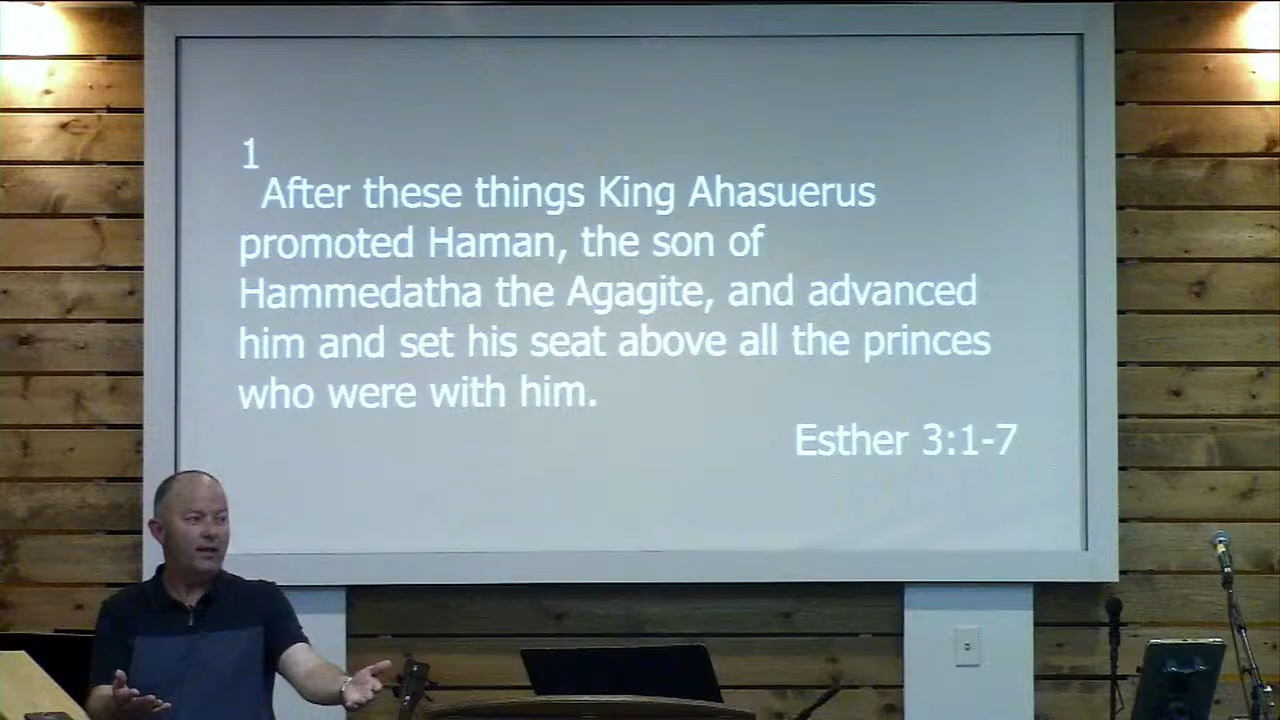 1
After these things King Ahasuerus
promoted Haman, the son of
Hammedatha the Agagite, and advanced
him and set his seat above all the princes
who were with him.
Esther 3:1-7